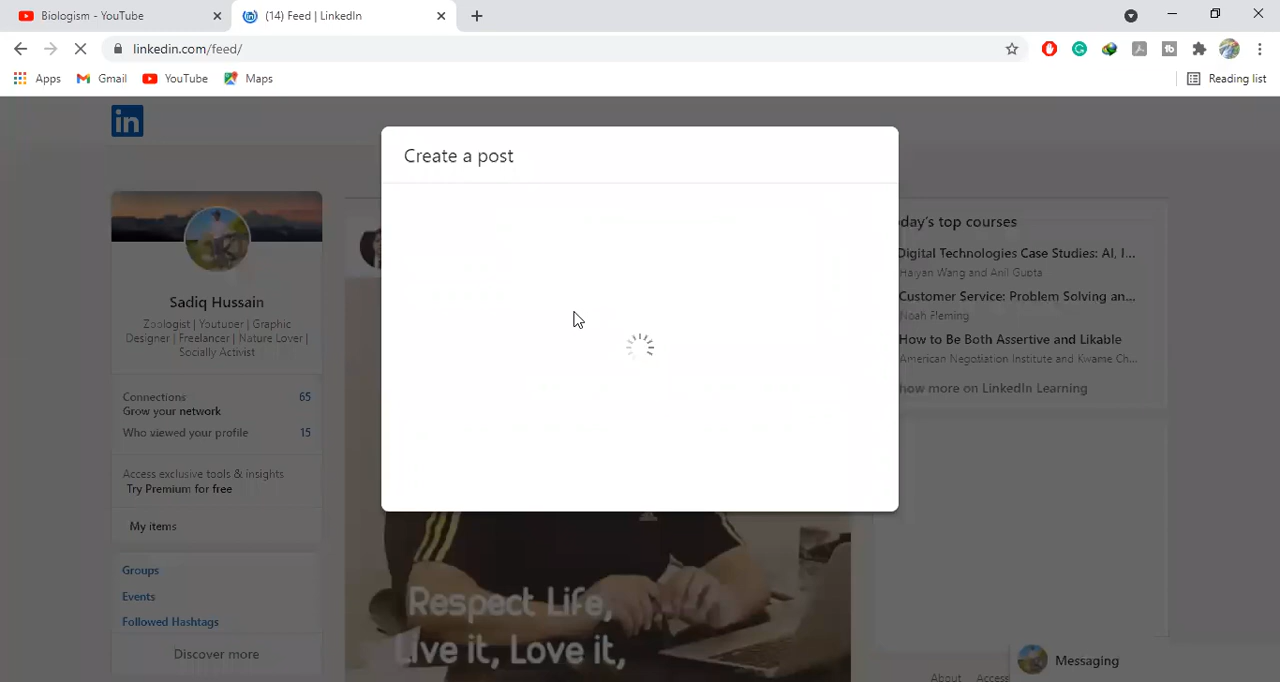 Biologism - YouTube
(14) Feed | LinkedIn
linkedin.com/feed/
Apps
Gmail
YouTube
Maps
Reading list
in
Create a post
Sadiq Hussain
Zoologist | Youtuber | Graphic
Designer | Freelancer | Nature Lover |
Socially Activist
Connections 65
Grow your network
Who viewed your profile 15
Access exclusive tools & insights
Try Premium for free
My items
Groups
Events
Followed Hashtags
Discover more
Respect Life,
Live it, Love it,
day's top courses
Digital Technologies Case Studies: AI, I...
Haiyan Wang and Anil Gupta
Customer Service: Problem Solving an...
Noah Fleming
How to Be Both Assertive and Likable
American Negotiation Institute and Kwame Ch...
how more on LinkedIn Learning
Messaging
About Access